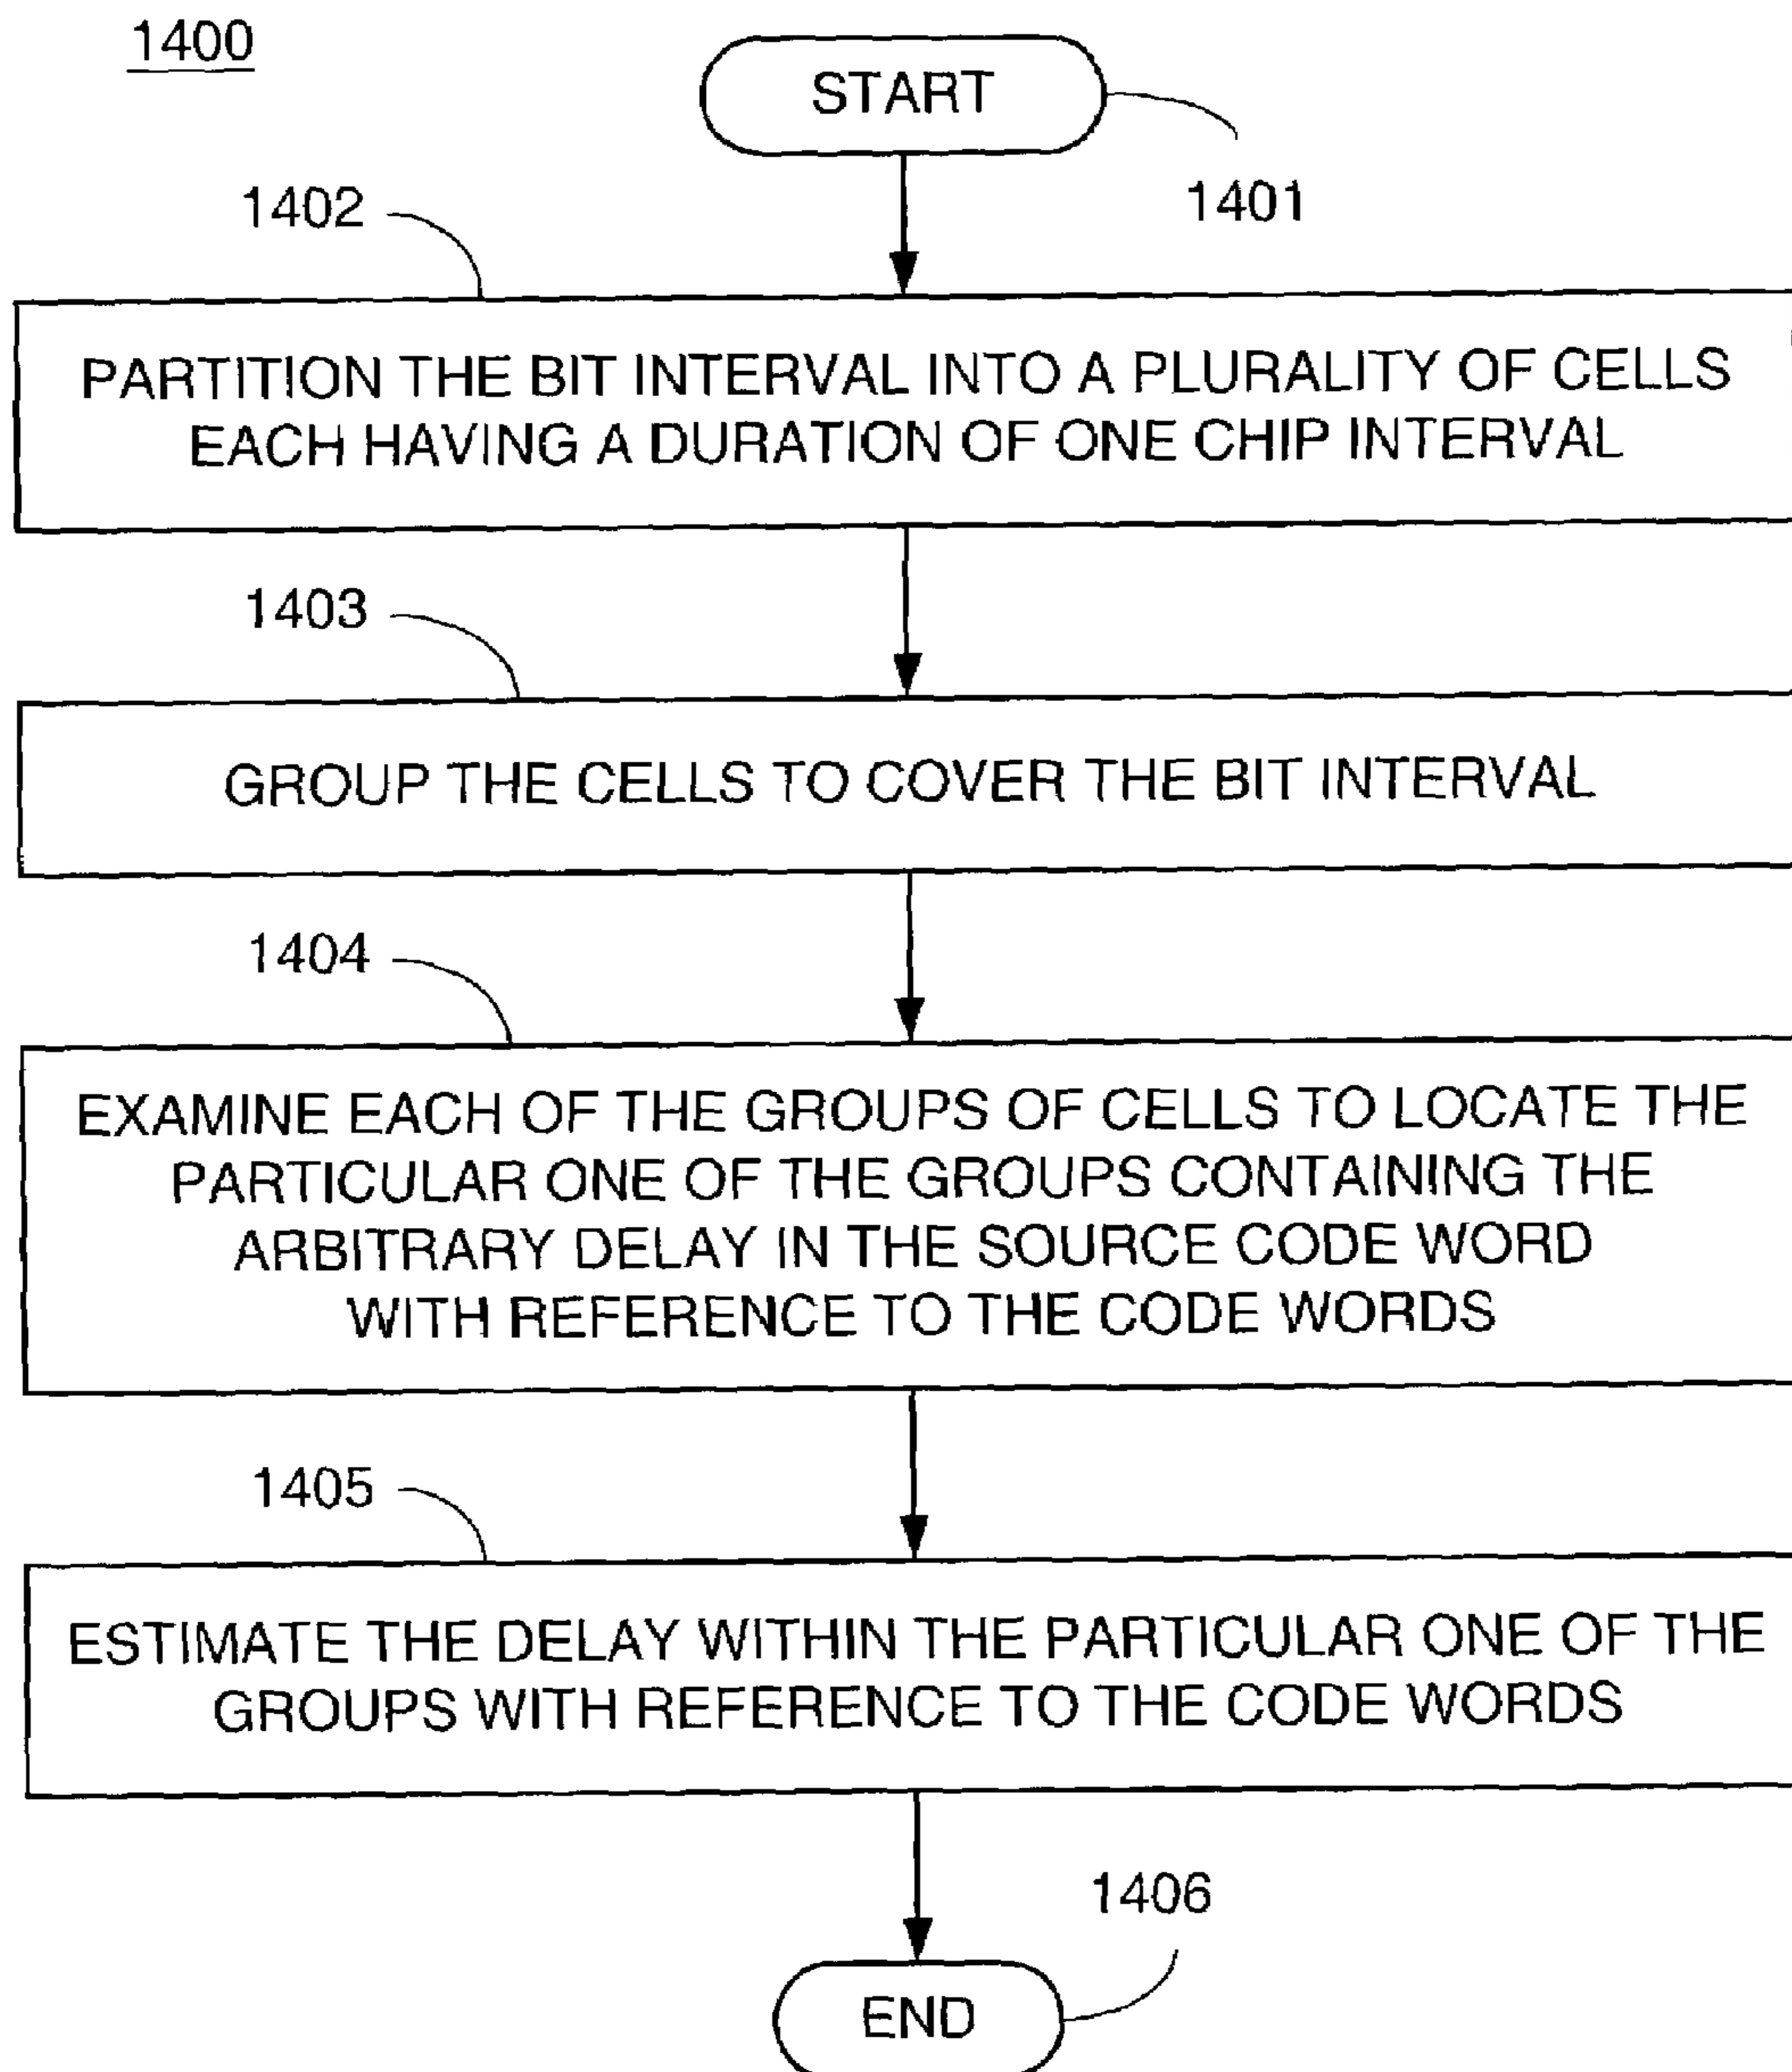 1400
START
1401
1402
PARTITION THE BIT INTERVAL INTO A PLURALITY OF CELLS
EACH HAVING A DURATION OF ONE CHIP INTERVAL
1403
GROUP THE CELLS TO COVER THE BIT INTERVAL
1404
EXAMINE EACH OF THE GROUPS OF CELLS TO LOCATE THE
PARTICULAR ONE OF THE GROUPS CONTAINING THE
ARBITRARY DELAY IN THE SOURCE CODE WORD
WITH REFERENCE TO THE CODE WORDS
1405
ESTIMATE THE DELAY WITHIN THE PARTICULAR ONE OF THE
GROUPS WITH REFERENCE TO THE CODE WORDS
1406
END